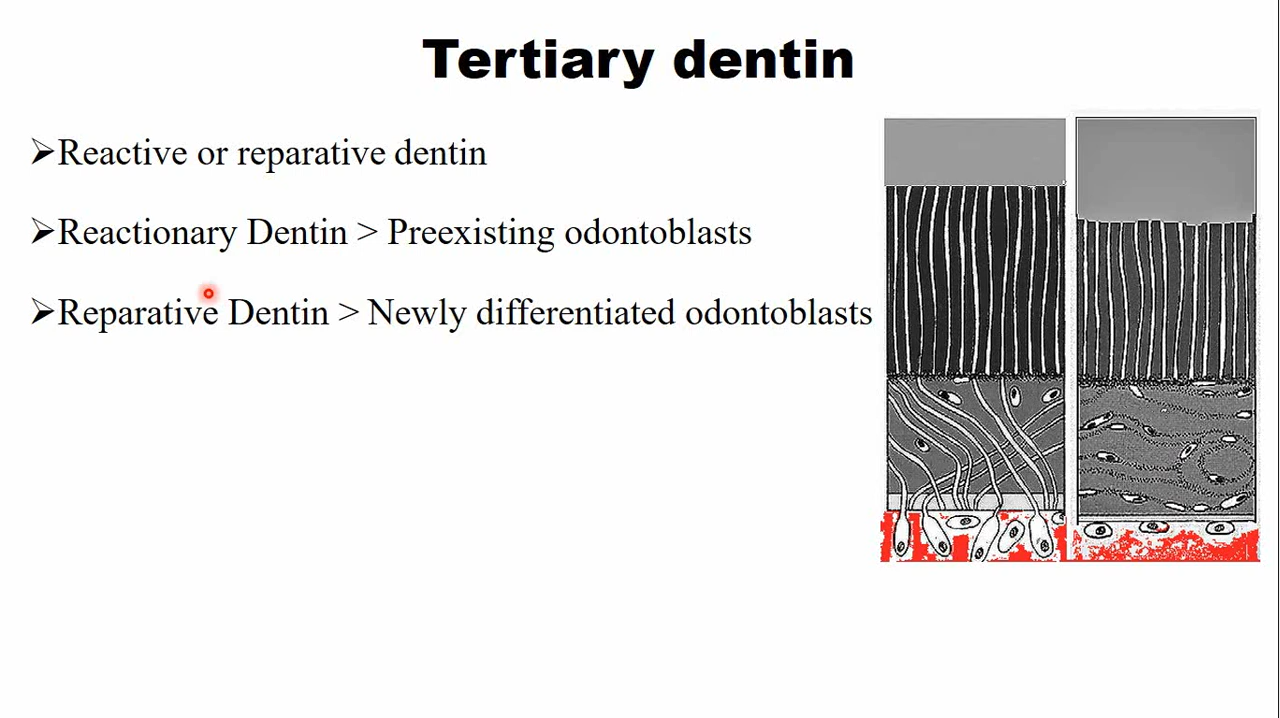 Tertiary dentin
➢Reactive or reparative dentin
➢Reactionary Dentin > Preexisting odontoblasts
➢Reparative Dentin > Newly differentiated odontoblasts